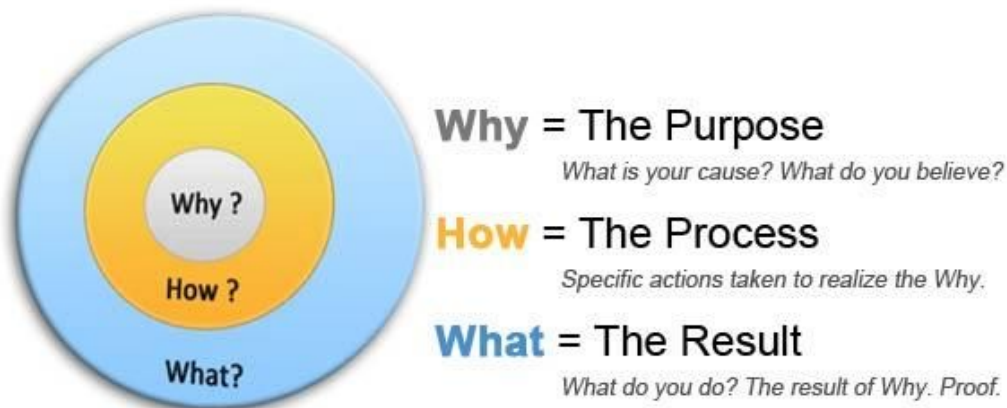 Why ?
How ?
What?
Why = The Purpose
What is your cause? What do you believe?
How = The Process
Specific actions taken to realize the Why.
What = The Result
What do you do? The result of Why. Proof.